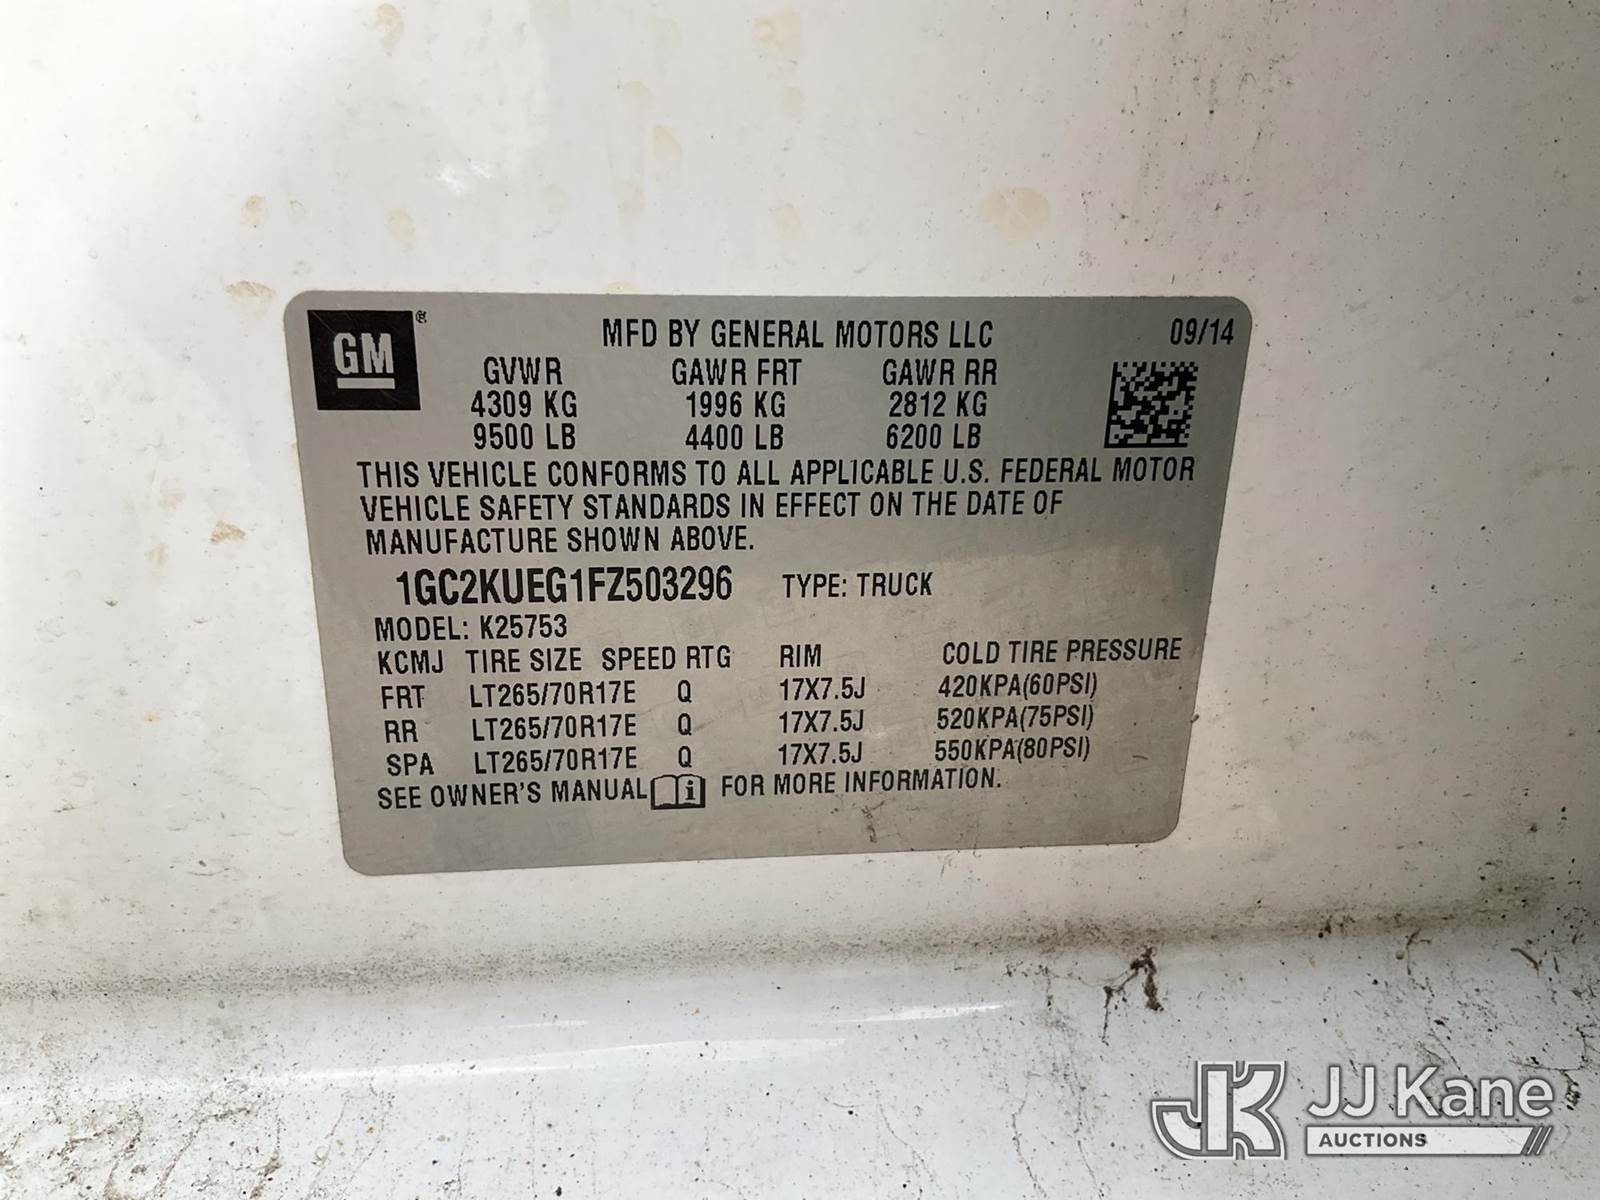 GM ®
MFD BY GENERAL MOTORS LLC 09/14
GVWR GAWR FRT GAWR RR
4309 KG 1996 KG 2812 KG
9500 LB 4400 LB 6200 LB
THIS VEHICLE CONFORMS TO ALL APPLICABLE U.S. FEDERAL MOTOR
VEHICLE SAFETY STANDARDS IN EFFECT ON THE DATE OF
MANUFACTURE SHOWN ABOVE.
1GC2KUEG1FZ503296 TYPE: TRUCK
MODEL: K25753
KCMJ TIRE SIZE SPEED RTG RIM COLD TIRE PRESSURE
FRT LT265/70R17E Q 17X7.5J 420KPA(60PSI)
RR LT265/70R17E Q 17X7.5J 520KPA(75PSI)
SPA LT265/70R17E Q 17X7.5J 550KPA(80PSI)
SEE OWNER'S MANUAL i FOR MORE INFORMATION.
JK JJ Kane
AUCTIONS